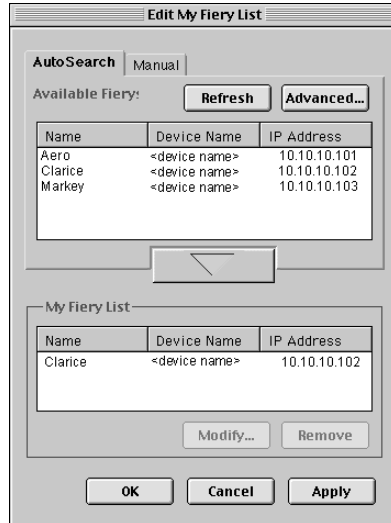 Edit My Fiery List
AutoSearch Manual
Available Fierys Refresh Advanced...
Name Device Name IP Address
Aero <device name> 10.10.10.101
Clarice <device name> 10.10.10.102
Markey <device name> 10.10.10.103
My Fiery List
Name Device Name IP Address
Clarice <device name> 10.10.10.102
Modify... Remove
OK Cancel Apply